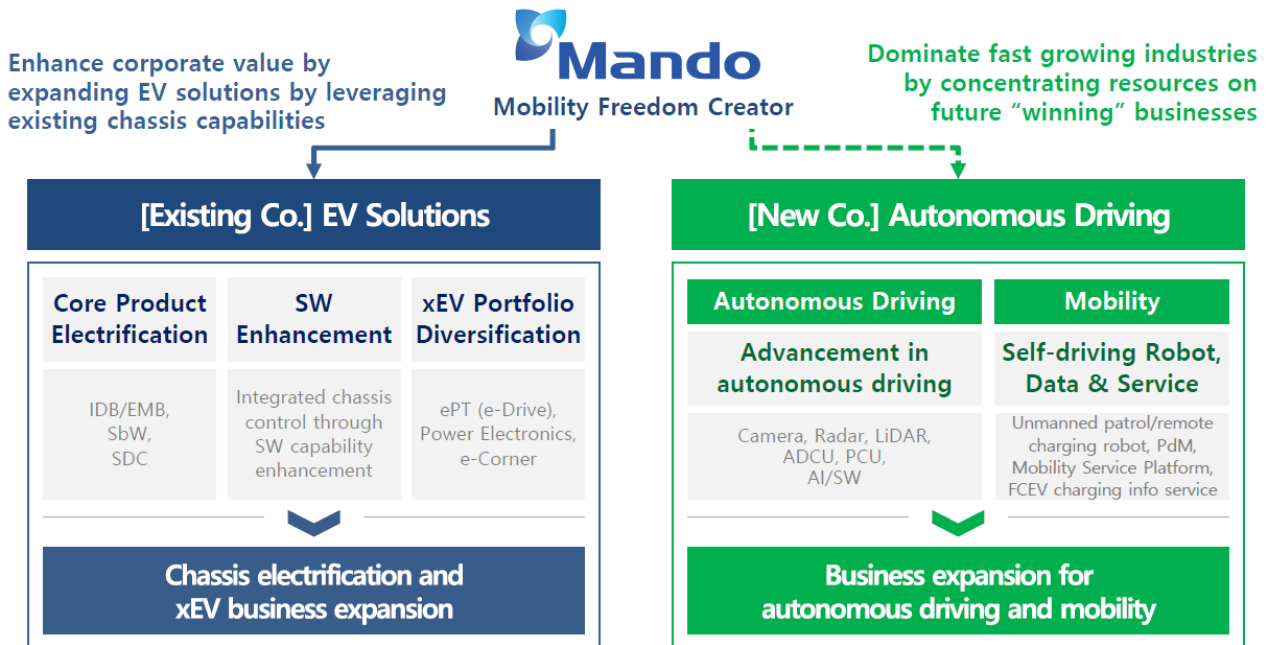 Enhance corporate value by
expanding EV solutions by leveraging
existing chassis capabilities
Mando
Mobility Freedom Creator
Dominate fast growing industries
by concentrating resources on
future “winning” businesses
[Existing Co.] EV Solutions
Core Product
Electrification
SW
Enhancement
xEV Portfolio
Diversification
IDB/EMB,
SbW,
SDC
Integrated chassis
control through
SW capability
enhancement
ePT (e-Drive),
Power Electronics,
e-Corner
Chassis electrification and
xEV business expansion
[New Co.] Autonomous Driving
Autonomous Driving
Mobility
Advancement in
autonomous driving
Self-driving Robot,
Data & Service
Camera, Radar, LiDAR,
ADCU, PCU,
AI/SW
Unmanned patrol/remote
charging robot, PdM,
Mobility Service Platform,
FCEV charging info service
Business expansion for
autonomous driving and mobility